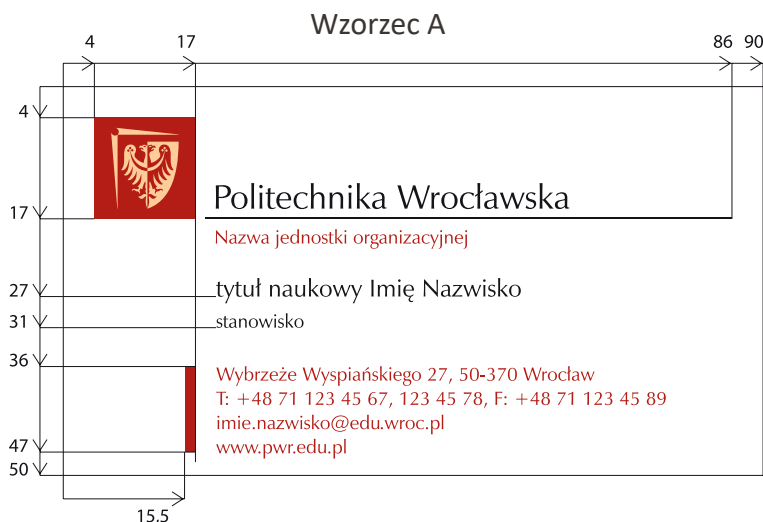 Wzorzec A
4 17 86 90
4
17
27
31
36
47
50
15,5
Politechnika Wrocławska
Nazwa jednostki organizacyjnej
tytuł naukowy Imię Nazwisko
stanowisko
Wybrzeże Wyspiańskiego 27, 50-370 Wrocław
T: +48 71 123 45 67, 123 45 78, F: +48 71 123 45 89
imie.nazwisko@edu.wroc.pl
www.pwr.edu.pl